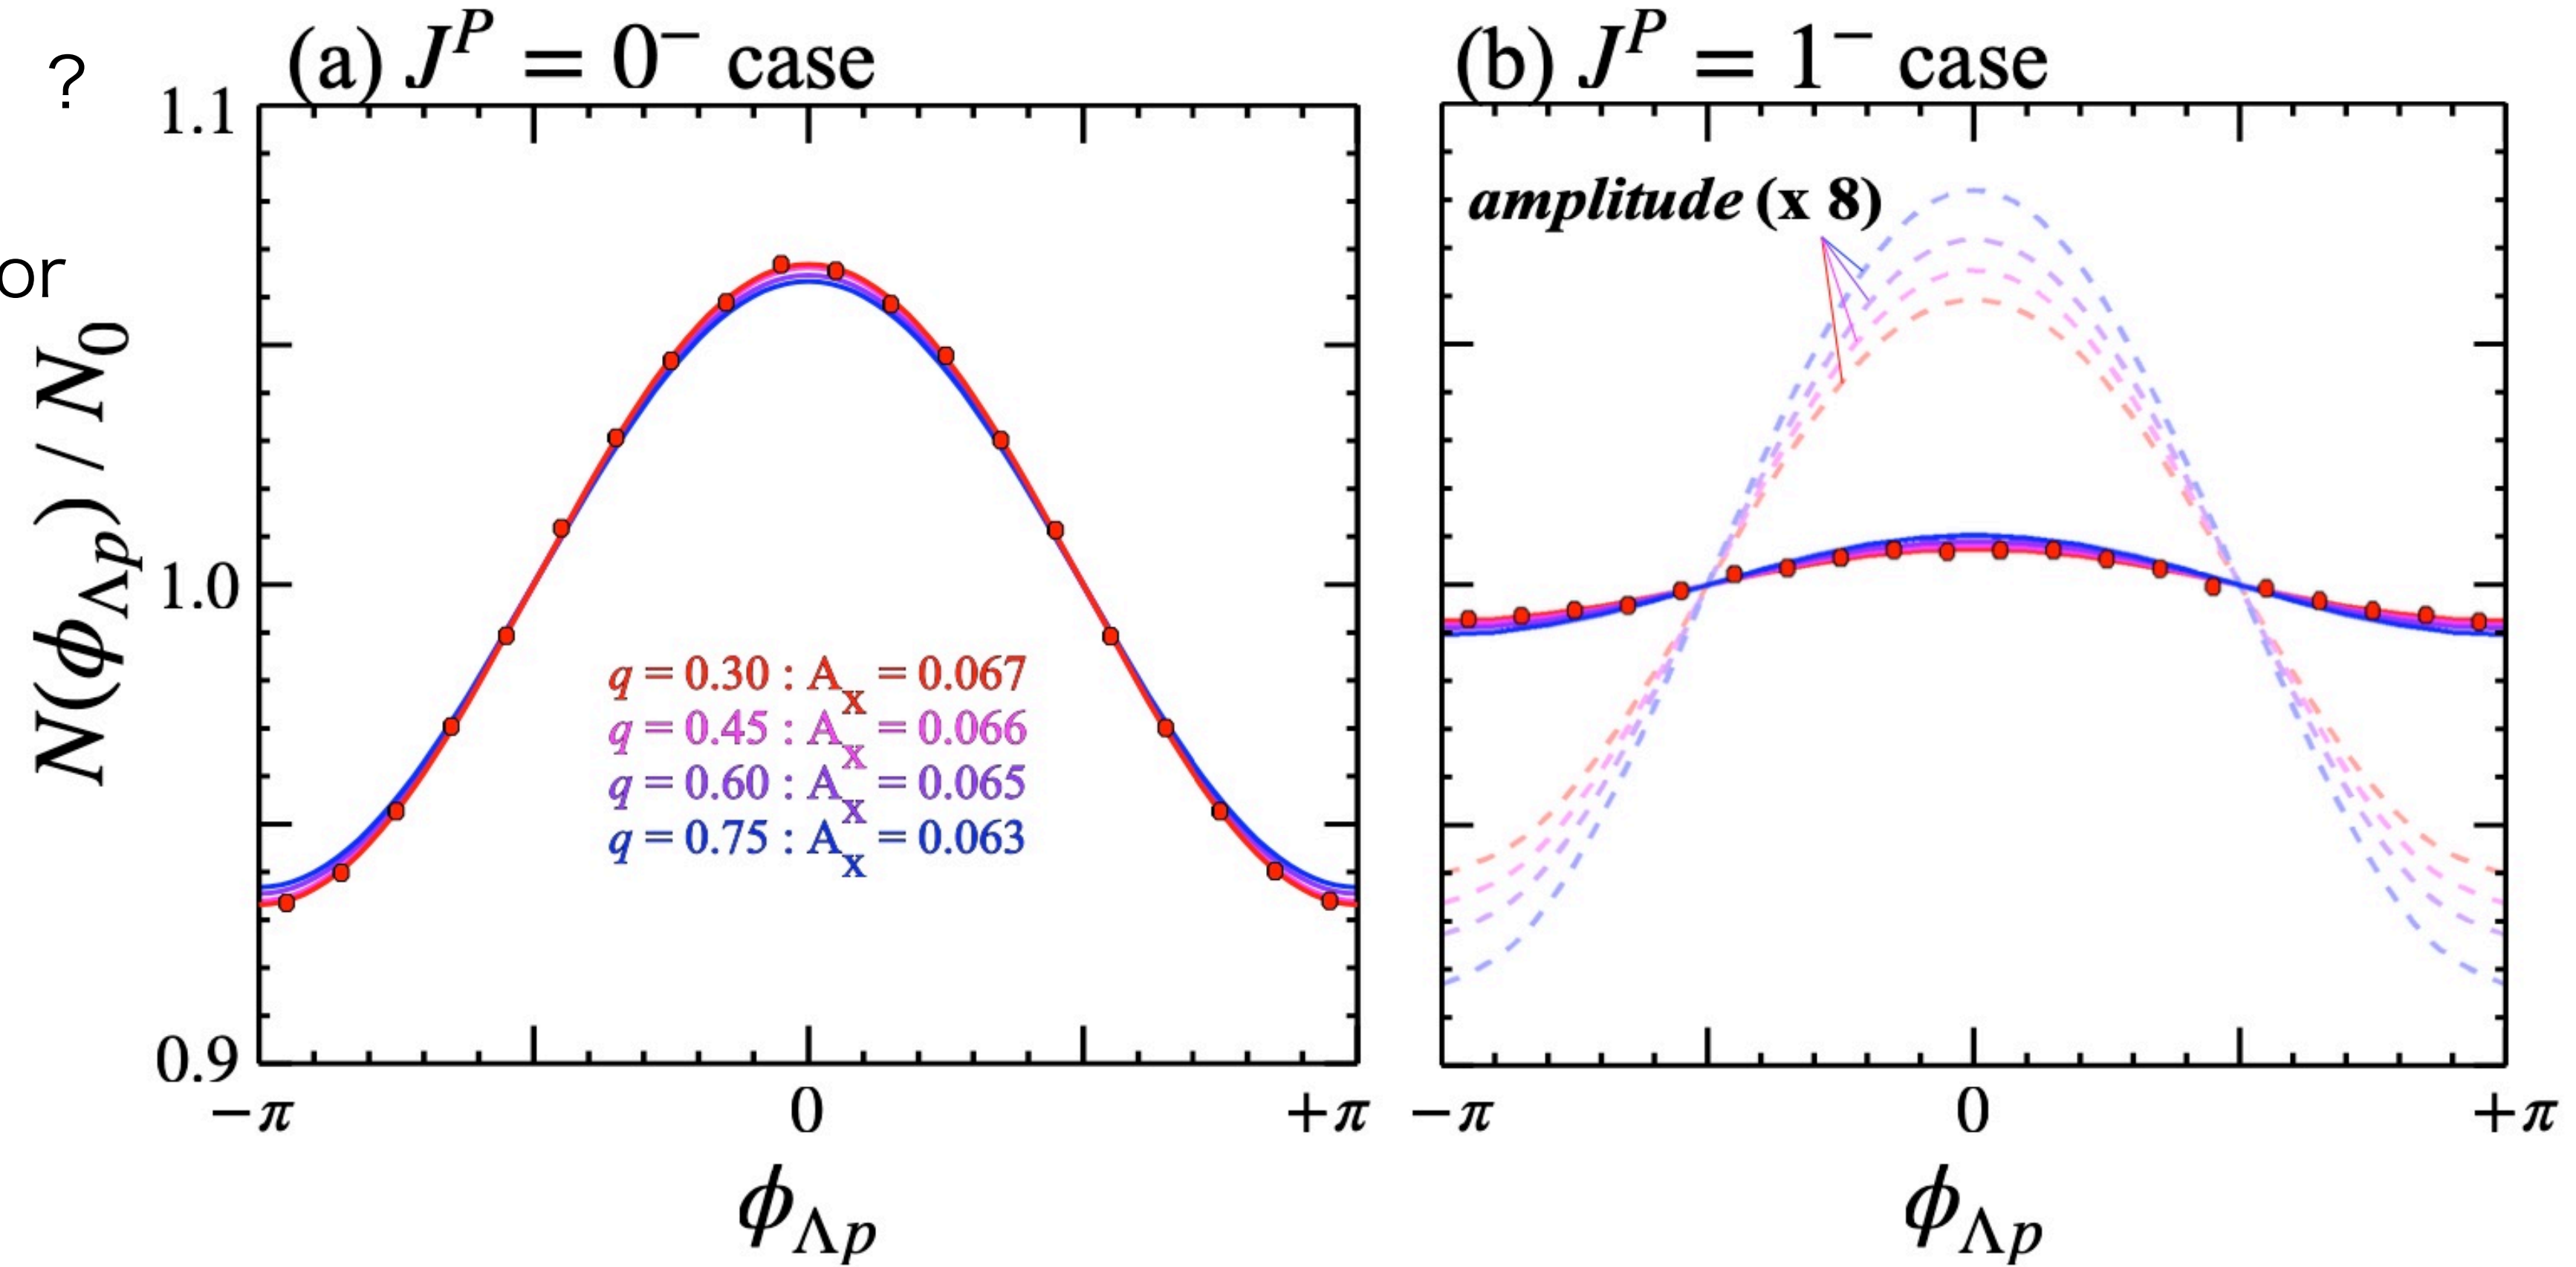 ?
or
(a) J^P = 0^- case
(b) J^P = 1^- case
N(ϕ_Λp) / N_0
1.1
1.0
0.9
q = 0.30 : A_x = 0.067
q = 0.45 : A_x = 0.066
q = 0.60 : A_x = 0.065
q = 0.75 : A_x = 0.063
amplitude (x 8)
−π 0 +π
−π 0 +π
ϕ_Λp
ϕ_Λp